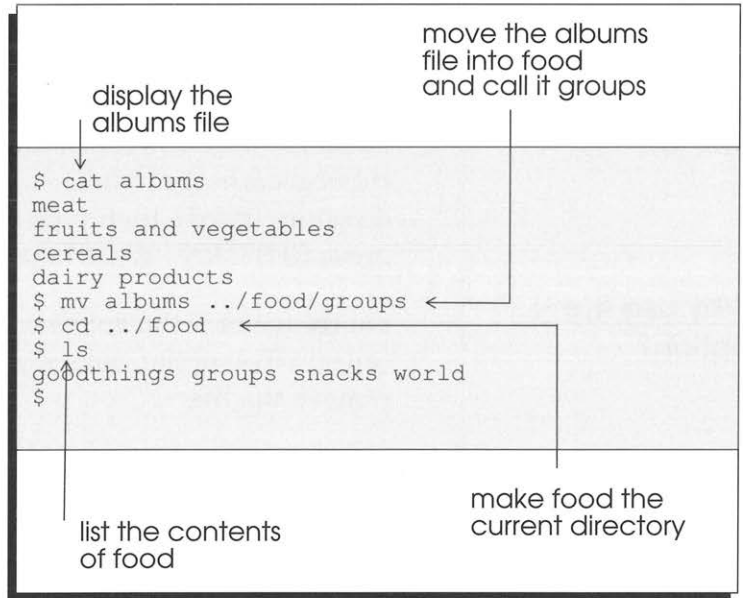 move the albums
file into food
and call it groups
display the
albums file
$ cat albums
meat
fruits and vegetables
cereals
dairy products
$ mv albums ../food/groups
$ cd ../food
$ ls
goodthings groups snacks world
$
make food the
current directory
list the contents
of food